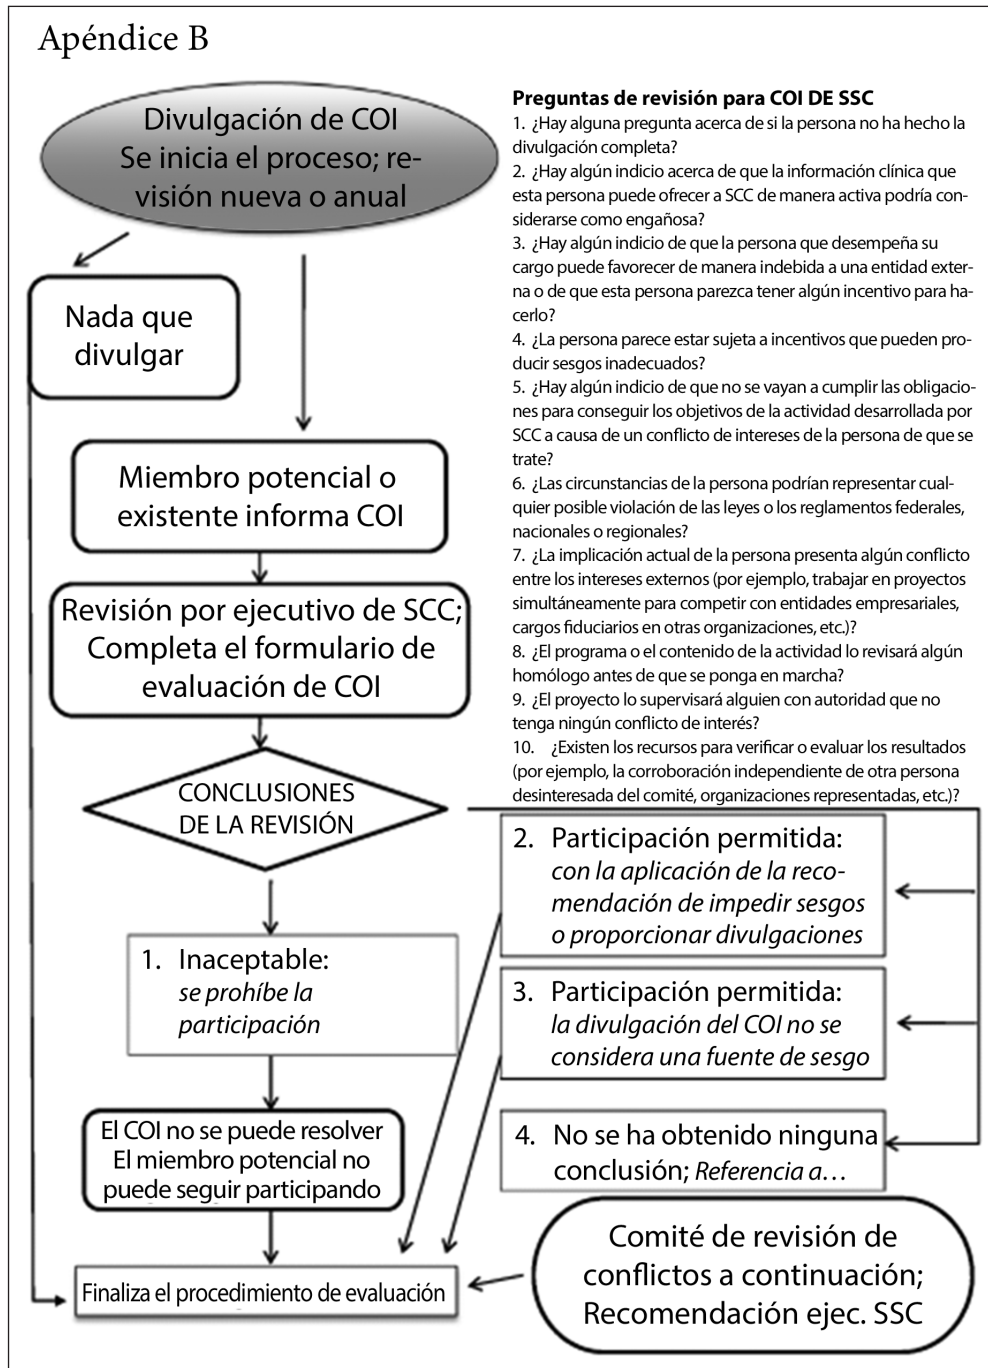 Apéndice B
Divulgación de COI
Se inicia el proceso; re-
visión nueva o anual
Nada que
divulgar
Miembro potencial o
existente informa COI
Revisión por ejecutivo de SCC;
Completa el formulario de
evaluación de COI
CONCLUSIONES
DE LA REVISIÓN
1. Inaceptable:
se prohíbe la
participación
El COI no se puede resolver
El miembro potencial no
puede seguir participando
Finaliza el procedimiento de evaluación
Preguntas de revisión para COI DE SSC
1. ¿Hay alguna pregunta acerca de si la persona no ha hecho la
divulgación completa?
2. ¿Hay algún indicio acerca de que la información clínica que
esta persona puede ofrecer a SCC de manera activa podría con-
siderarse como engañosa?
3. ¿Hay algún indicio de que la persona que desempeña su
cargo puede favorecer de manera indebida a una entidad exter-
na o de que esta persona parezca tener algún incentivo para ha-
cerlo?
4. ¿La persona parece estar sujeta a incentivos que pueden pro-
ducir sesgos inadecuados?
5. ¿Hay algún indicio de que no se vayan a cumplir las obligacio-
nes para conseguir los objetivos de la actividad desarrollada por
SCC a causa de un conflicto de intereses de la persona de que se
trate?
6. ¿Las circunstancias de la persona podrían representar cual-
quier posible violación de las leyes o los reglamentos federales,
nacionales o regionales?
7. ¿La implicación actual de la persona presenta algún conflicto
entre los intereses externos (por ejemplo, trabajar en proyectos
simultáneamente para competir con entidades empresariales,
cargos fiduciarios en otras organizaciones, etc.)?
8. ¿El programa o el contenido de la actividad lo revisará algún
homólogo antes de que se ponga en marcha?
9. ¿El proyecto lo supervisará alguien con autoridad que no
tenga ningún conflicto de interés?
10. ¿Existen los recursos para verificar o evaluar los resultados
(por ejemplo, la corroboración independiente de otra persona
desinteresada del comité, organizaciones representadas, etc.)?
2. Participación permitida:
con la aplicación de la reco-
mendación de impedir sesgos
o proporcionar divulgaciones
3. Participación permitida:
la divulgación del COI no se
considera una fuente de sesgo
4. No se ha obtenido ninguna
conclusión; Referencia a…
Comité de revisión de
conflictos a continuación;
Recomendación ejec. SSC